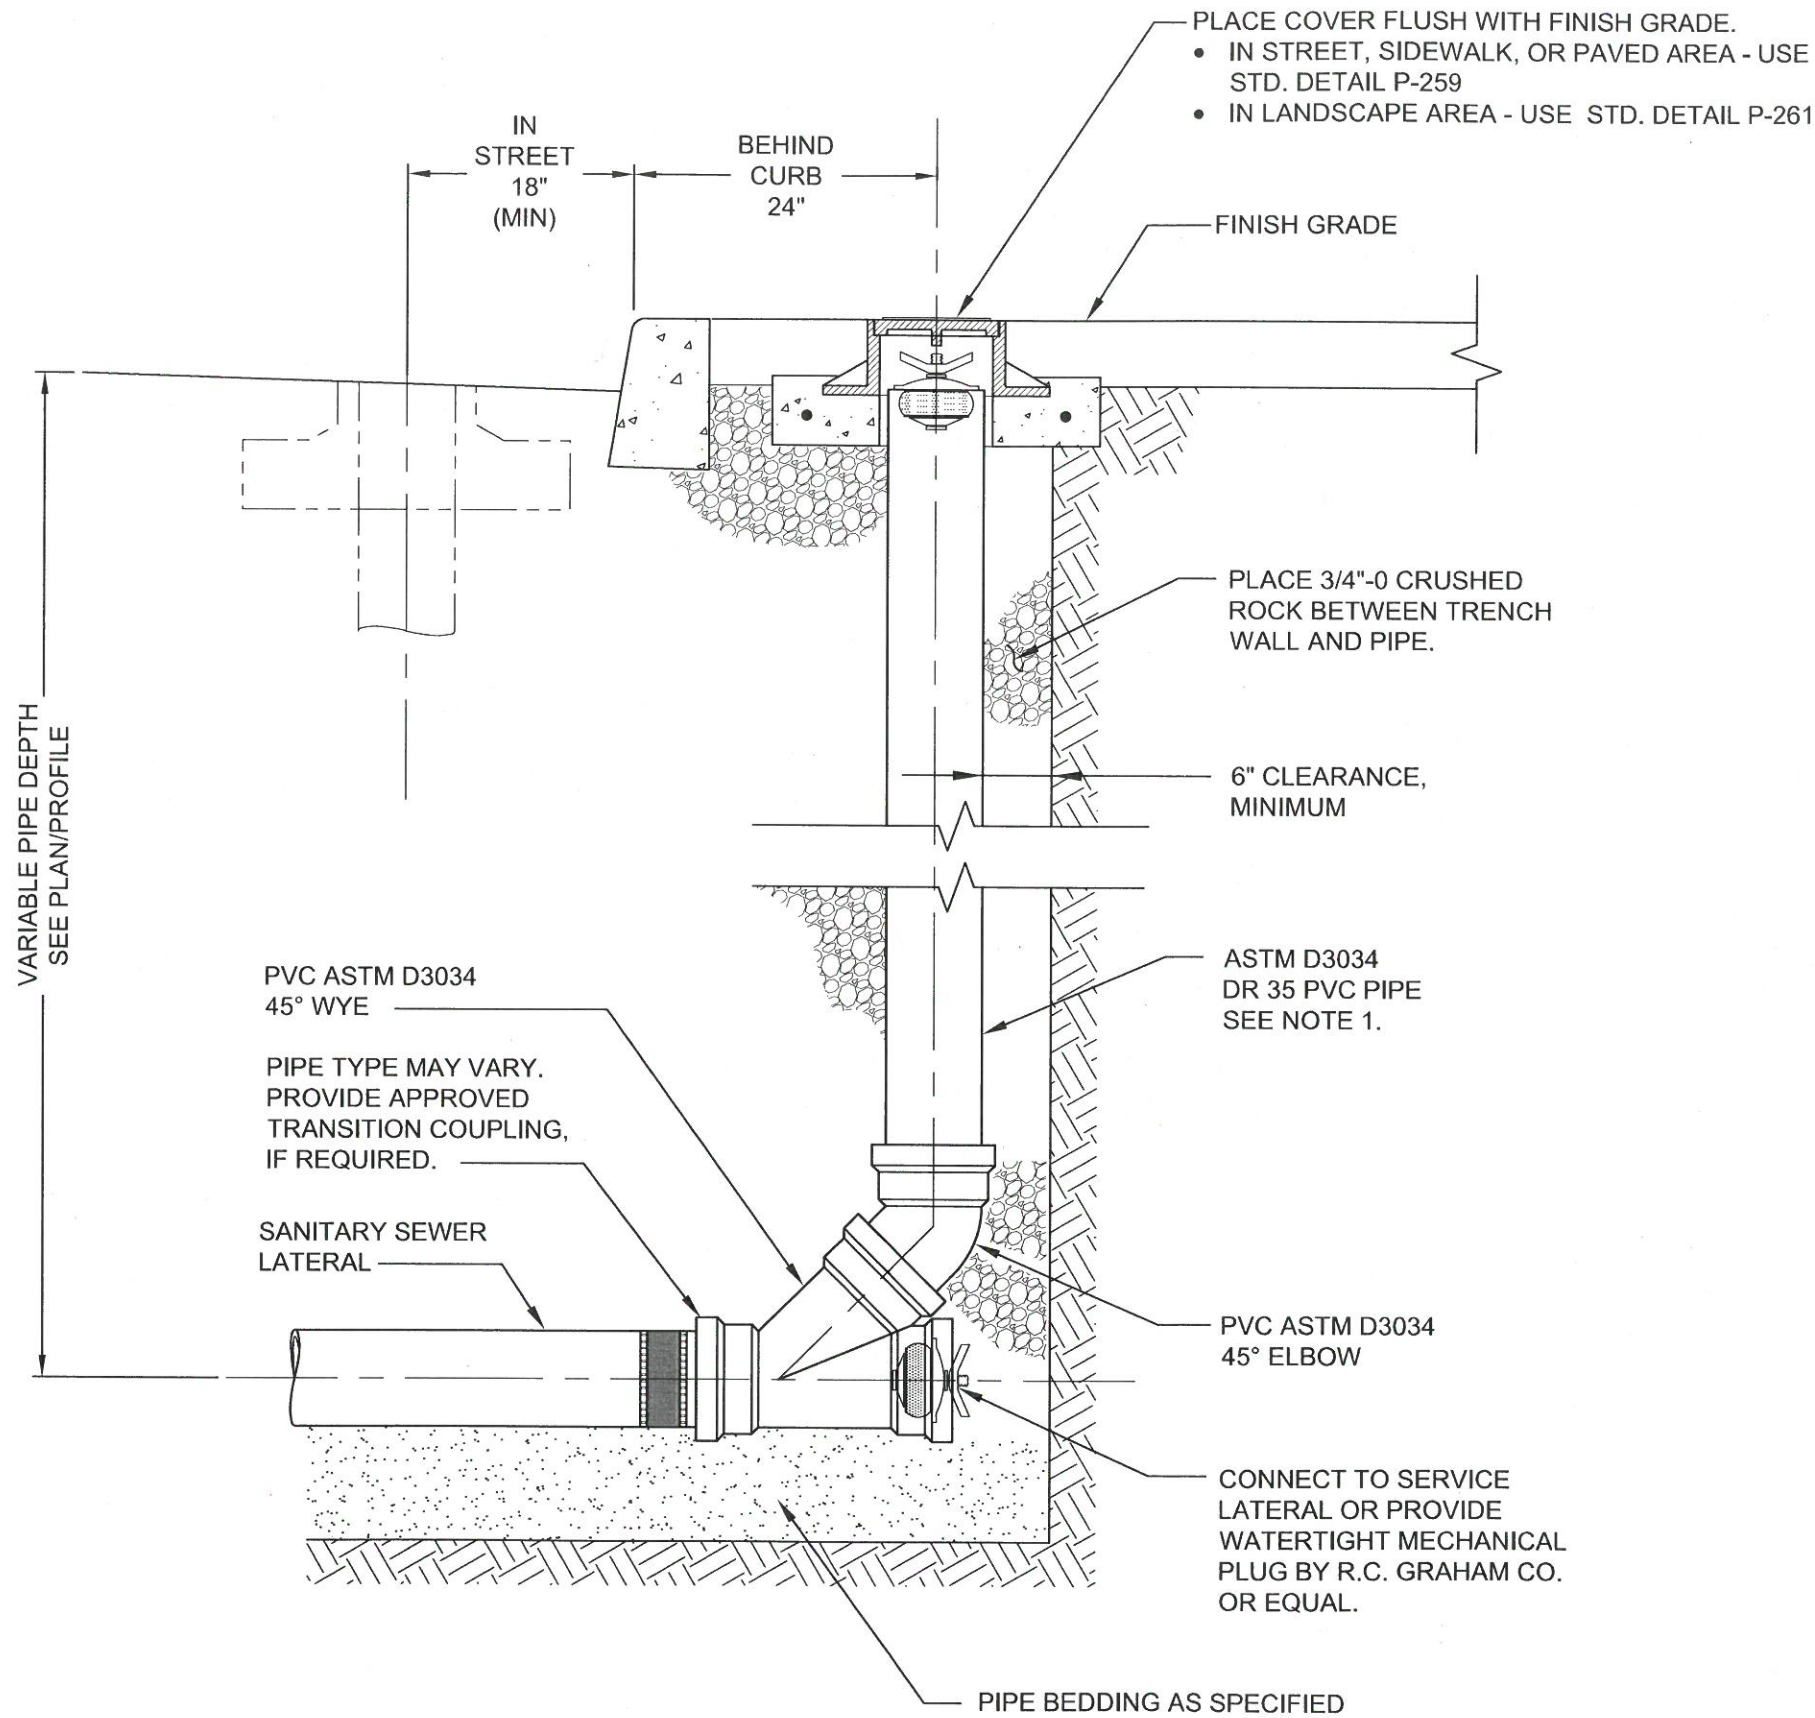 PLACE COVER FLUSH WITH FINISH GRADE.
• IN STREET, SIDEWALK, OR PAVED AREA - USE
STD. DETAIL P-259
• IN LANDSCAPE AREA - USE STD. DETAIL P-261
IN
STREET
18"
(MIN)
BEHIND
CURB
24"
FINISH GRADE
PLACE 3/4"-0 CRUSHED
ROCK BETWEEN TRENCH
WALL AND PIPE.
6" CLEARANCE,
MINIMUM
VARIABLE PIPE DEPTH
SEE PLAN/PROFILE
PVC ASTM D3034
45° WYE
ASTM D3034
DR 35 PVC PIPE
SEE NOTE 1.
PIPE TYPE MAY VARY.
PROVIDE APPROVED
TRANSITION COUPLING,
IF REQUIRED.
SANITARY SEWER
LATERAL
PVC ASTM D3034
45° ELBOW
CONNECT TO SERVICE
LATERAL OR PROVIDE
WATERTIGHT MECHANICAL
PLUG BY R.C. GRAHAM CO.
OR EQUAL.
PIPE BEDDING AS SPECIFIED